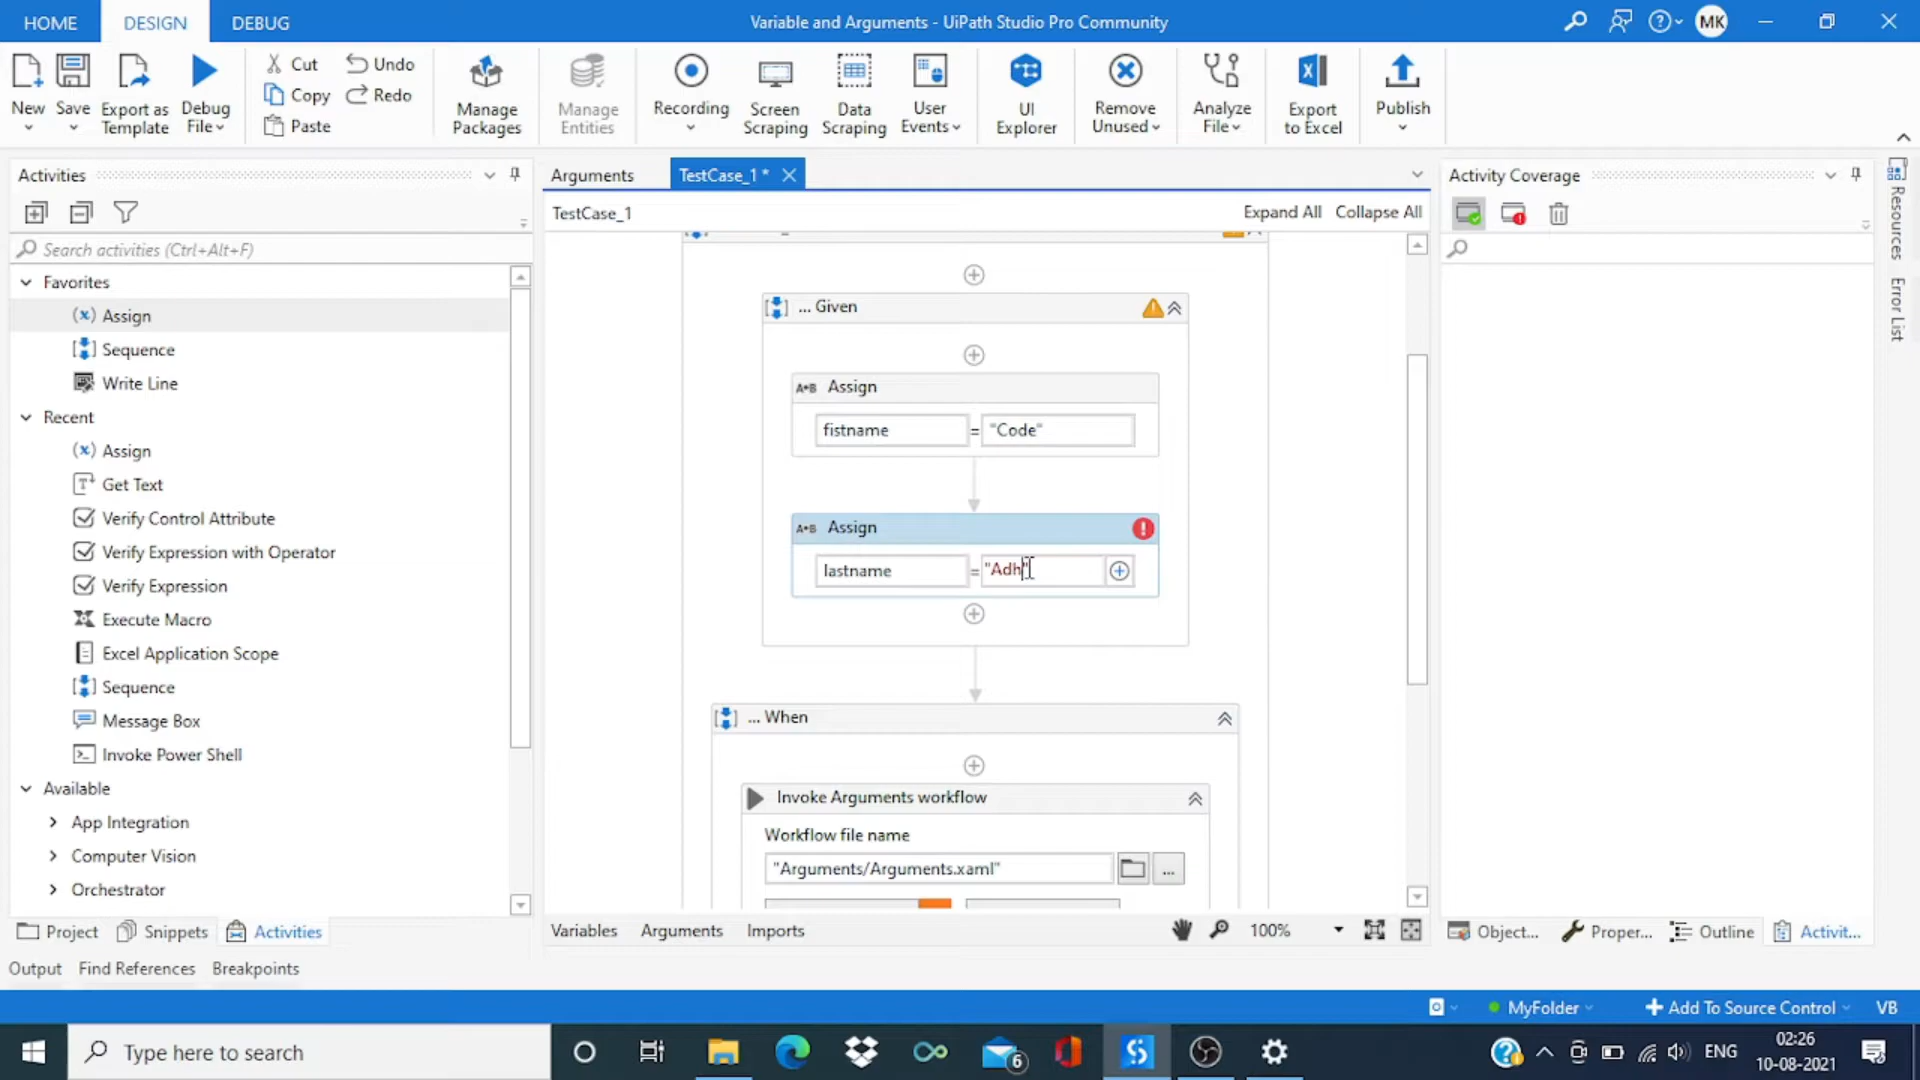 HOME DESIGN DEBUG Variable and Arguments - UiPath Studio Pro Community MK
New Save Export as Template Debug File Cut Copy Paste Undo Redo Manage Packages Manage Entities Recording Screen Scraping Data Scraping User Events UI Explorer Remove Unused Analyze File Export to Excel Publish
Activities
Search activities (Ctrl+Alt+F)
Favorites
Assign
Sequence
Write Line
Recent
Assign
Get Text
Verify Control Attribute
Verify Expression with Operator
Verify Expression
Execute Macro
Excel Application Scope
Sequence
Message Box
Invoke Power Shell
Available
App Integration
Computer Vision
Orchestrator
Project Snippets Activities
Arguments TestCase_1 *
TestCase_1 Expand All Collapse All
... Given
A+B Assign
fistname = "Code"
A+B Assign
lastname = "Adh"
... When
Invoke Arguments workflow
Workflow file name
"Arguments/Arguments.xaml" ...
Variables Arguments Imports 100%
Activity Coverage
Resources
Error List
Object... Proper... Outline Activit...
Output Find References Breakpoints
MyFolder Add To Source Control VB
Type here to search 6 ENG 02:26
10-08-2021